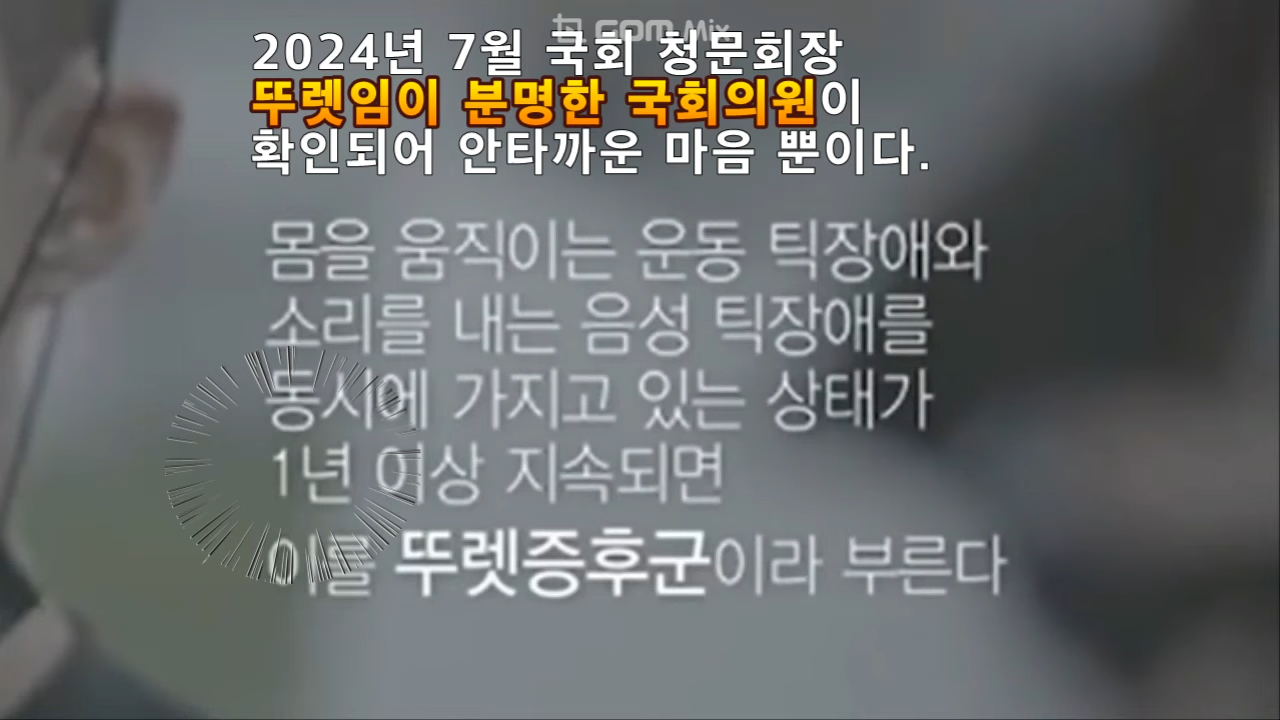 GOM Mix
2024년 7월 국회 청문회장
뚜렛임이 분명한 국회의원이
확인되어 안타까운 마음 뿐이다.
몸을 움직이는 운동 틱장애와
소리를 내는 음성 틱장애를
동시에 가지고 있는 상태가
1년 이상 지속되면
이를 뚜렛증후군이라 부른다